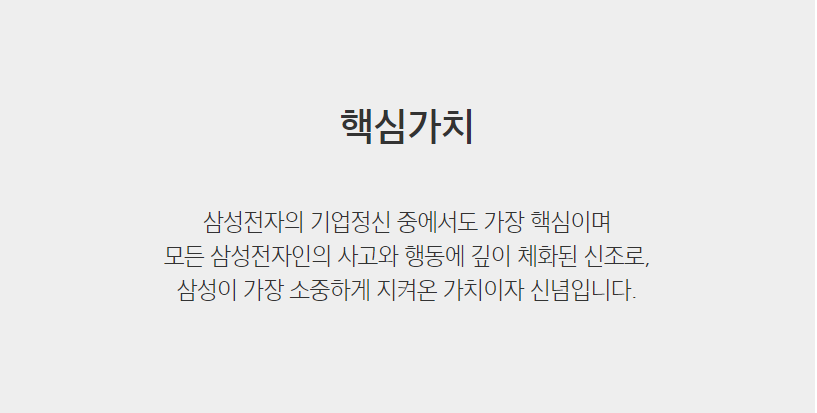 핵심가치
삼성전자의 기업정신 중에서도 가장 핵심이며
모든 삼성전자인의 사고와 행동에 깊이 체화된 신조로,
삼성이 가장 소중하게 지켜온 가치이자 신념입니다.